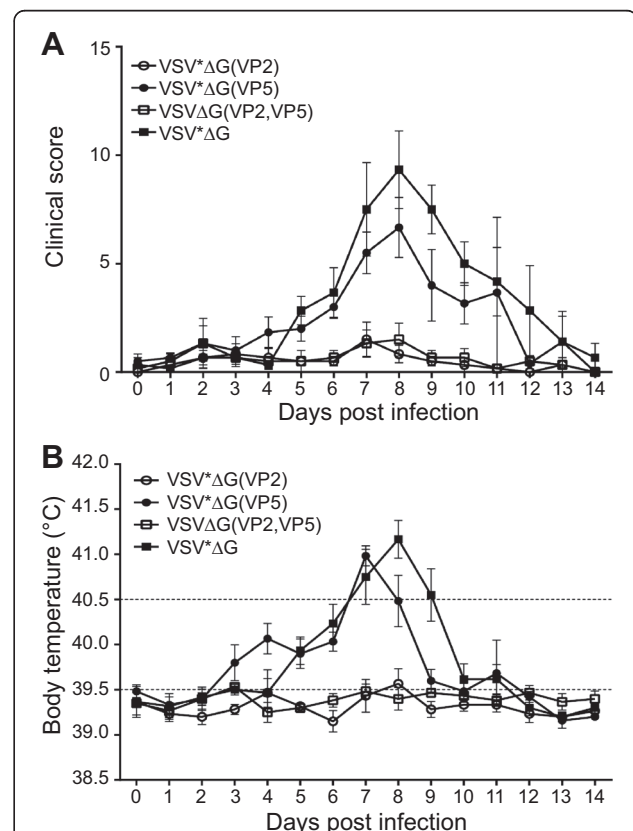 A
15
10
5
0
Clinical score
VSV*ΔG(VP2)
VSV*ΔG(VP5)
VSVΔG(VP2,VP5)
VSV*ΔG
0 1 2 3 4 5 6 7 8 9 10 11 12 13 14
Days post infection
B
42.0
41.5
41.0
40.5
40.0
39.5
39.0
38.5
Body temperature (°C)
VSV*ΔG(VP2)
VSV*ΔG(VP5)
VSVΔG(VP2,VP5)
VSV*ΔG
0 1 2 3 4 5 6 7 8 9 10 11 12 13 14
Days post infection